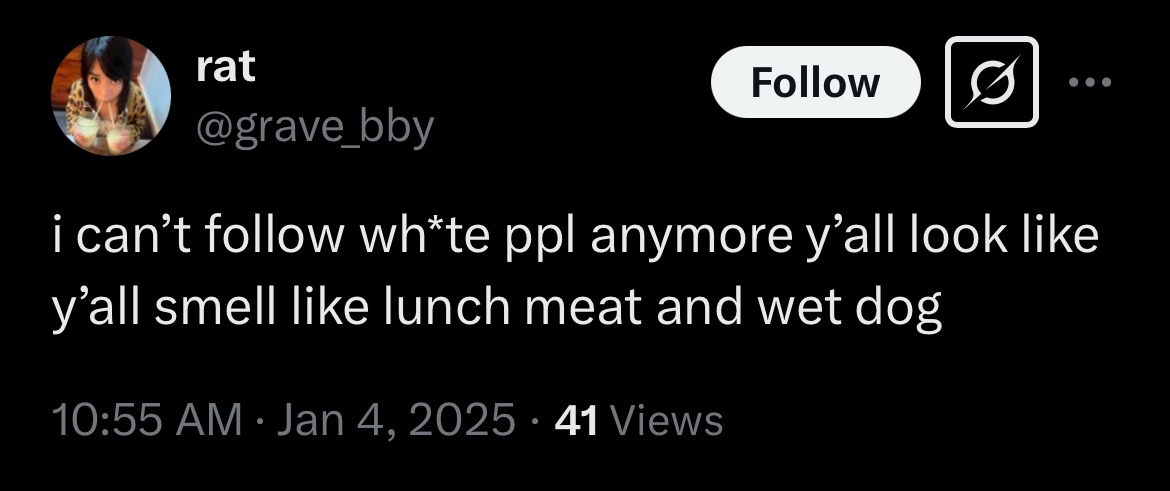 rat
@grave_bby
Follow
i can’t follow wh*te ppl anymore y’all look like
y’all smell like lunch meat and wet dog
10:55 AM · Jan 4, 2025 · 41 Views